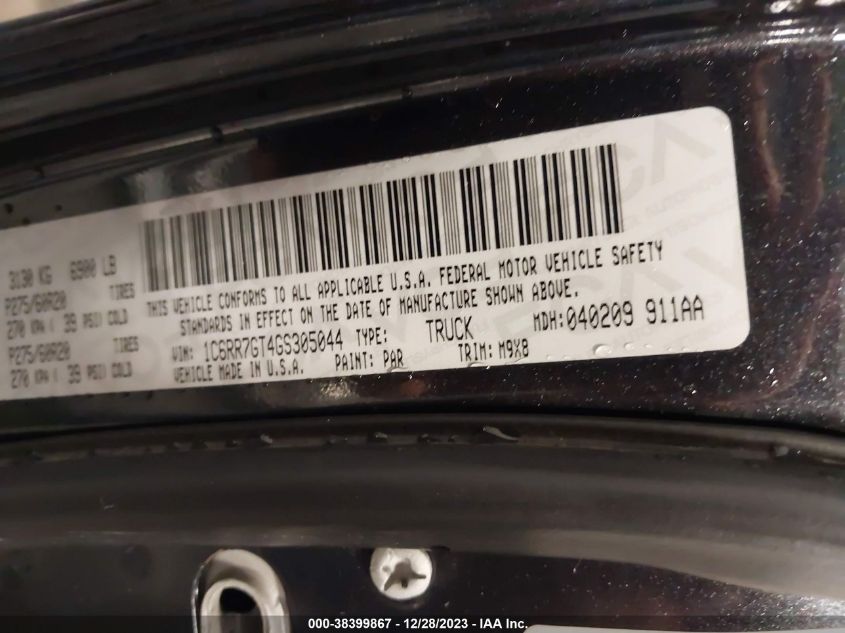 3130 KG 6900 LB
P275/60R20 TIRES
270 KPA ( 39 PSI) COLD
P275/60R20 TIRES
270 KPA ( 39 PSI) COLD
THIS VEHICLE CONFORMS TO ALL APPLICABLE U.S.A. FEDERAL MOTOR VEHICLE SAFETY
STANDARDS IN EFFECT ON THE DATE OF MANUFACTURE SHOWN ABOVE.
VIN: 1C6RR7GT4GS305044 TYPE: TRUCK MDH:040209 911AA
VEHICLE MADE IN U.S.A. PAINT: PAR TRIM: M9X8
000-38399867 - 12/28/2023 - IAA Inc.